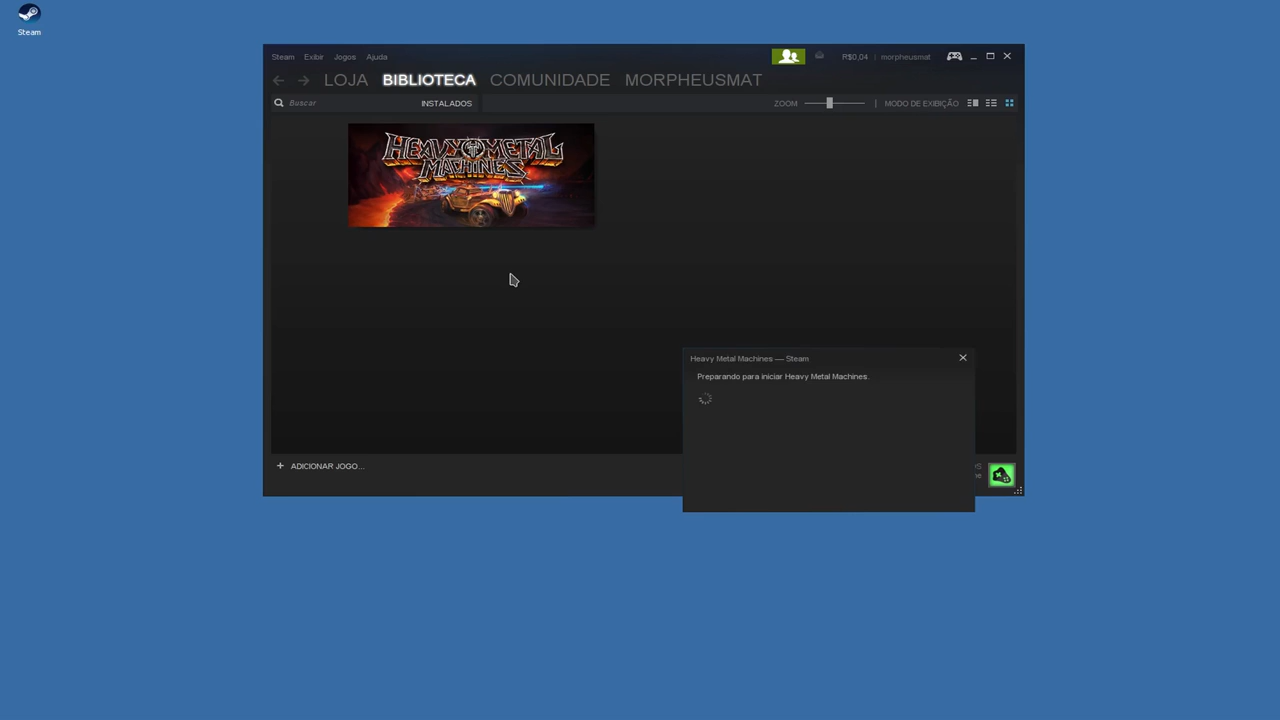 Steam
Steam Exibir Jogos Ajuda
R$0,04 | morpheusmat
LOJA BIBLIOTECA COMUNIDADE MORPHEUSMAT
Buscar INSTALADOS ZOOM | MODO DE EXIBIÇÃO
HEAVY METAL
MACHINES
Heavy Metal Machines — Steam
Preparando para iniciar Heavy Metal Machines.
+ ADICIONAR JOGO...